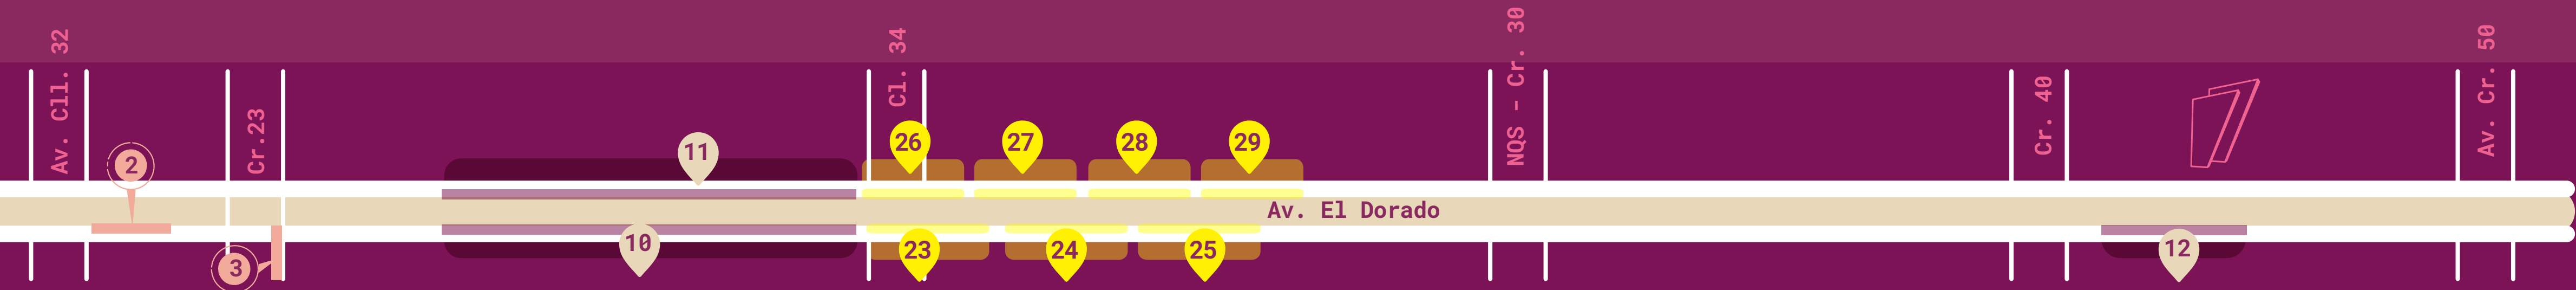 Av. Cll. 32
2
Cr.23
3
11
10
Cl. 34
26
27
28
29
23
24
25
Av. El Dorado
NQS - Cr. 30
Cr. 40
12
Av. Cr. 50